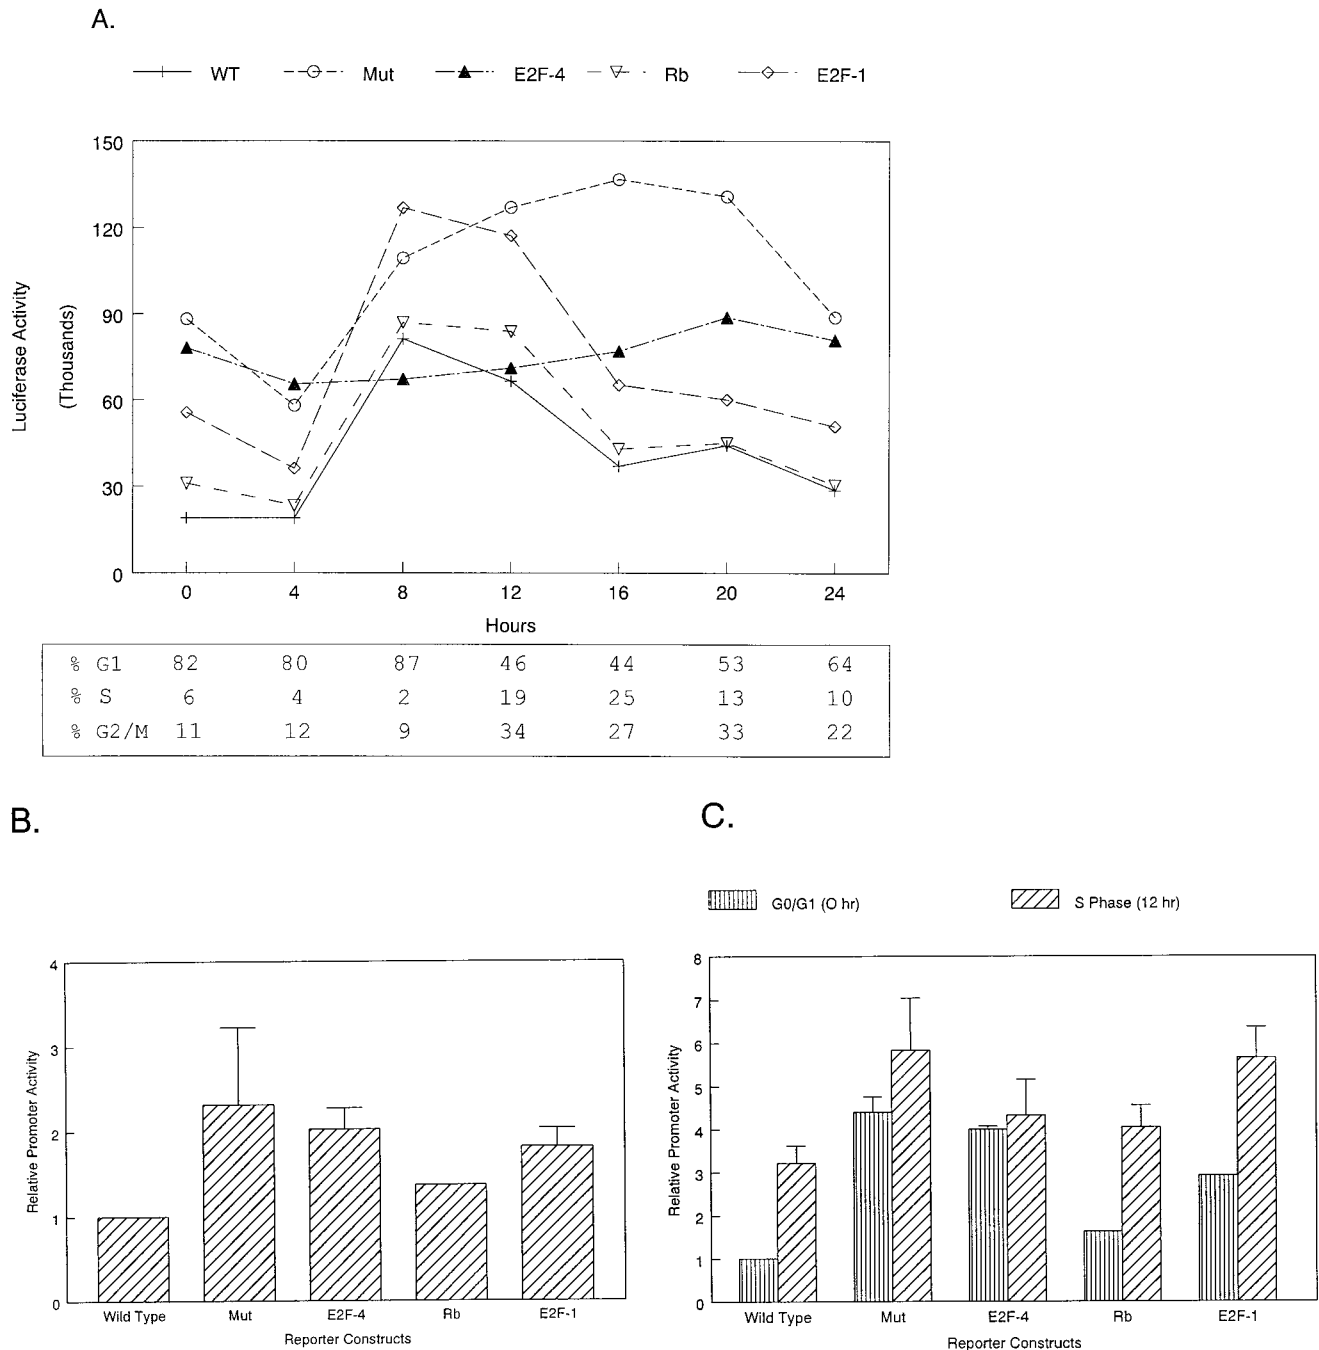 A.
WT Mut E2F-4 Rb E2F-1
150
120
90
60
30
0
Luciferase Activity
(Thousands)
0 4 8 12 16 20 24
Hours
% G1 82 80 87 46 44 53 64
% S 6 4 2 19 25 13 10
% G2/M 11 12 9 34 27 33 22
B.
4
3
2
1
0
Relative Promoter Activity
Wild Type Mut E2F-4 Rb E2F-1
Reporter Constructs
C.
G0/G1 (O hr) S Phase (12 hr)
8
7
6
5
4
3
2
1
0
Relative Promoter Activity
Wild Type Mut E2F-4 Rb E2F-1
Reporter Constructs